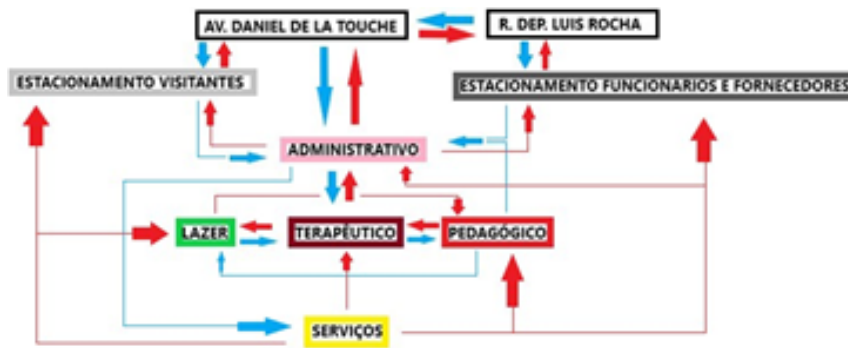 AV. DANIEL DE LA TOUCHE
R. DEP. LUIS ROCHA
ESTACIONAMENTO VISITANTES
ESTACIONAMENTO FUNCIONARIOS E FORNECEDORES
ADMINISTRATIVO
LAZER
TERAPÊUTICO
PEDAGÓGICO
SERVIÇOS